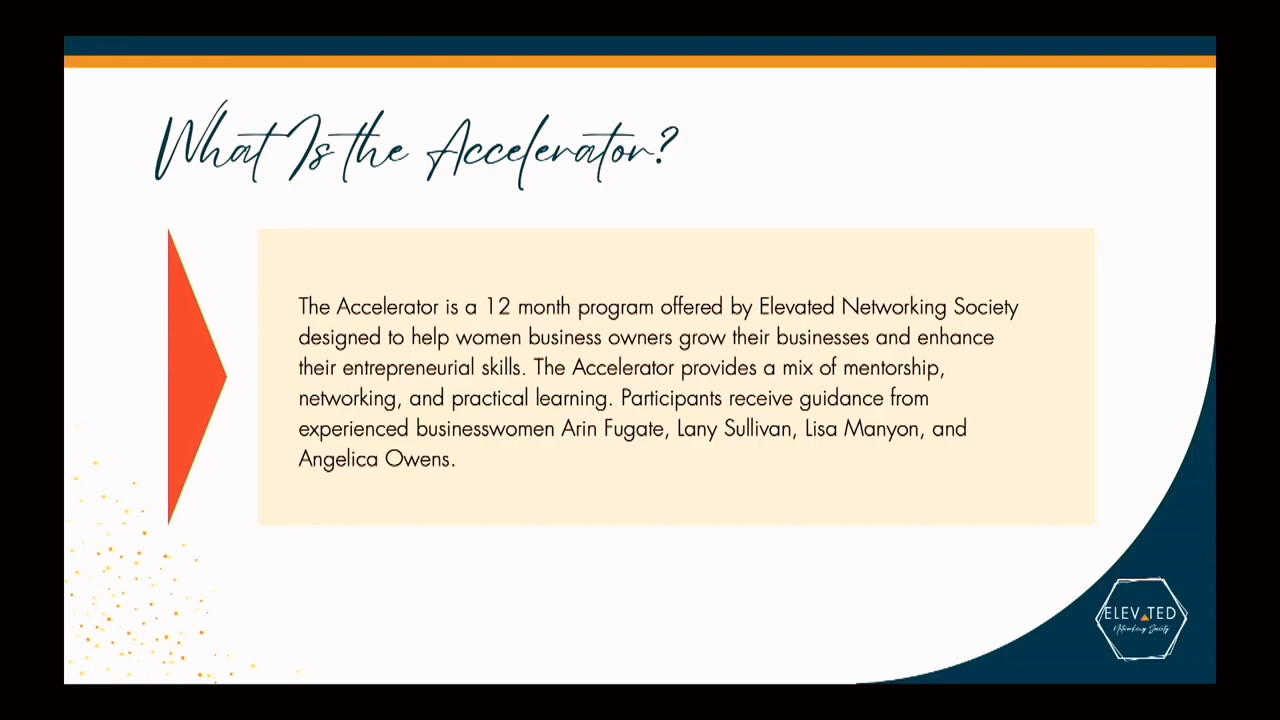 What Is the Accelerator?
The Accelerator is a 12 month program offered by Elevated Networking Society
designed to help women business owners grow their businesses and enhance
their entrepreneurial skills. The Accelerator provides a mix of mentorship,
networking, and practical learning. Participants receive guidance from
experienced businesswomen Arin Fugate, Lany Sullivan, Lisa Manyon, and
Angelica Owens.
ELEVATED
Networking Society